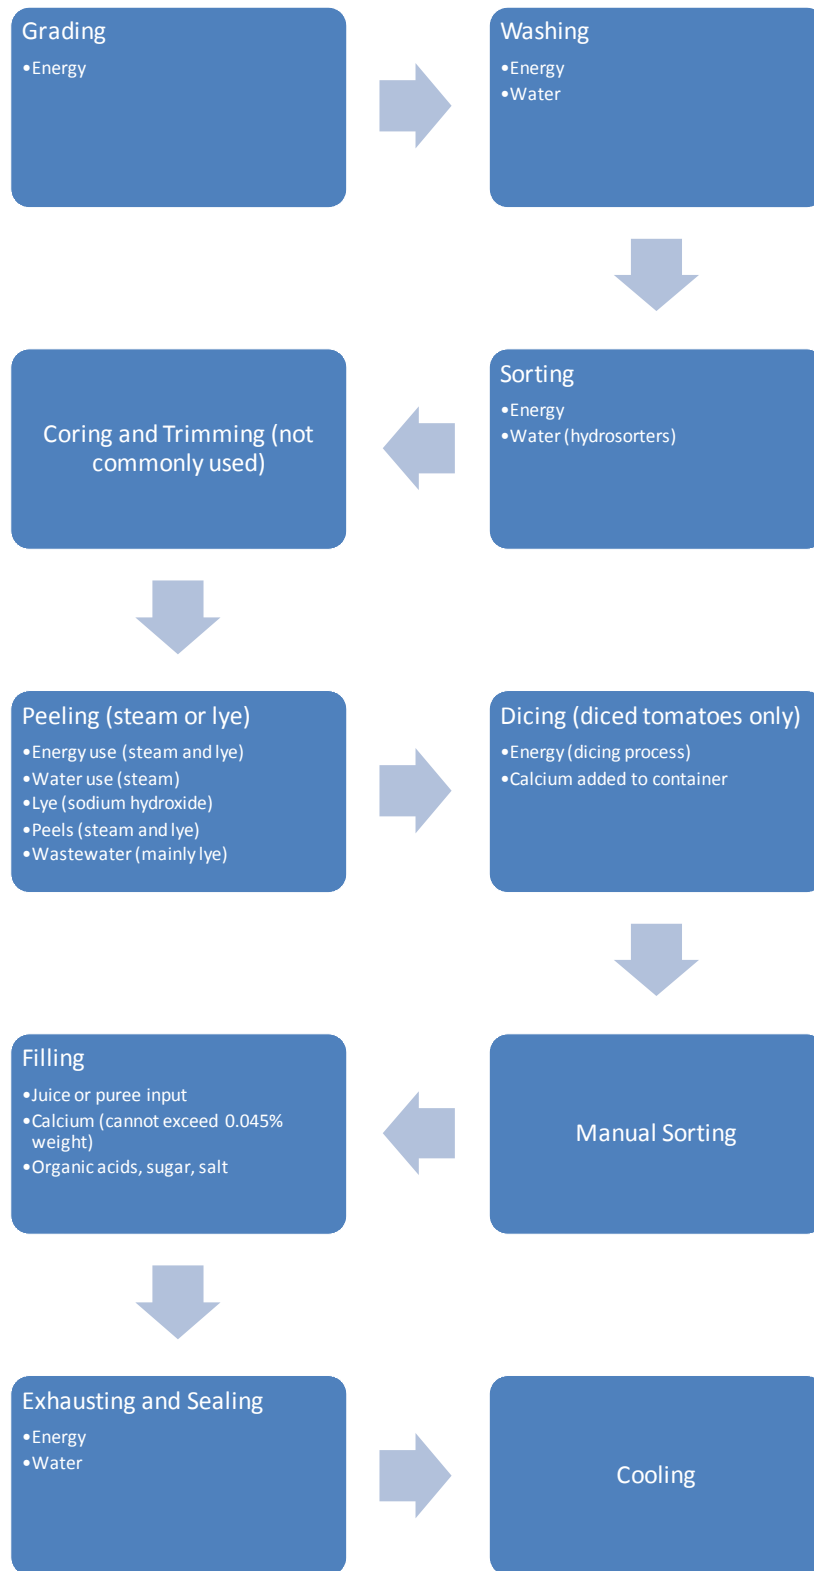 Grading
•Energy
Washing
•Energy
•Water
Sorting
•Energy
•Water (hydrosorters)
Coring and Trimming (not
commonly used)
Peeling (steam or lye)
•Energy use (steam and lye)
•Water use (steam)
•Lye (sodium hydroxide)
•Peels (steam and lye)
•Wastewater (mainly lye)
Dicing (diced tomatoes only)
•Energy (dicing process)
•Calcium added to container
Manual Sorting
Filling
•Juice or puree input
•Calcium (cannot exceed 0.045%
weight)
•Organic acids, sugar, salt
Exhausting and Sealing
•Energy
•Water
Cooling